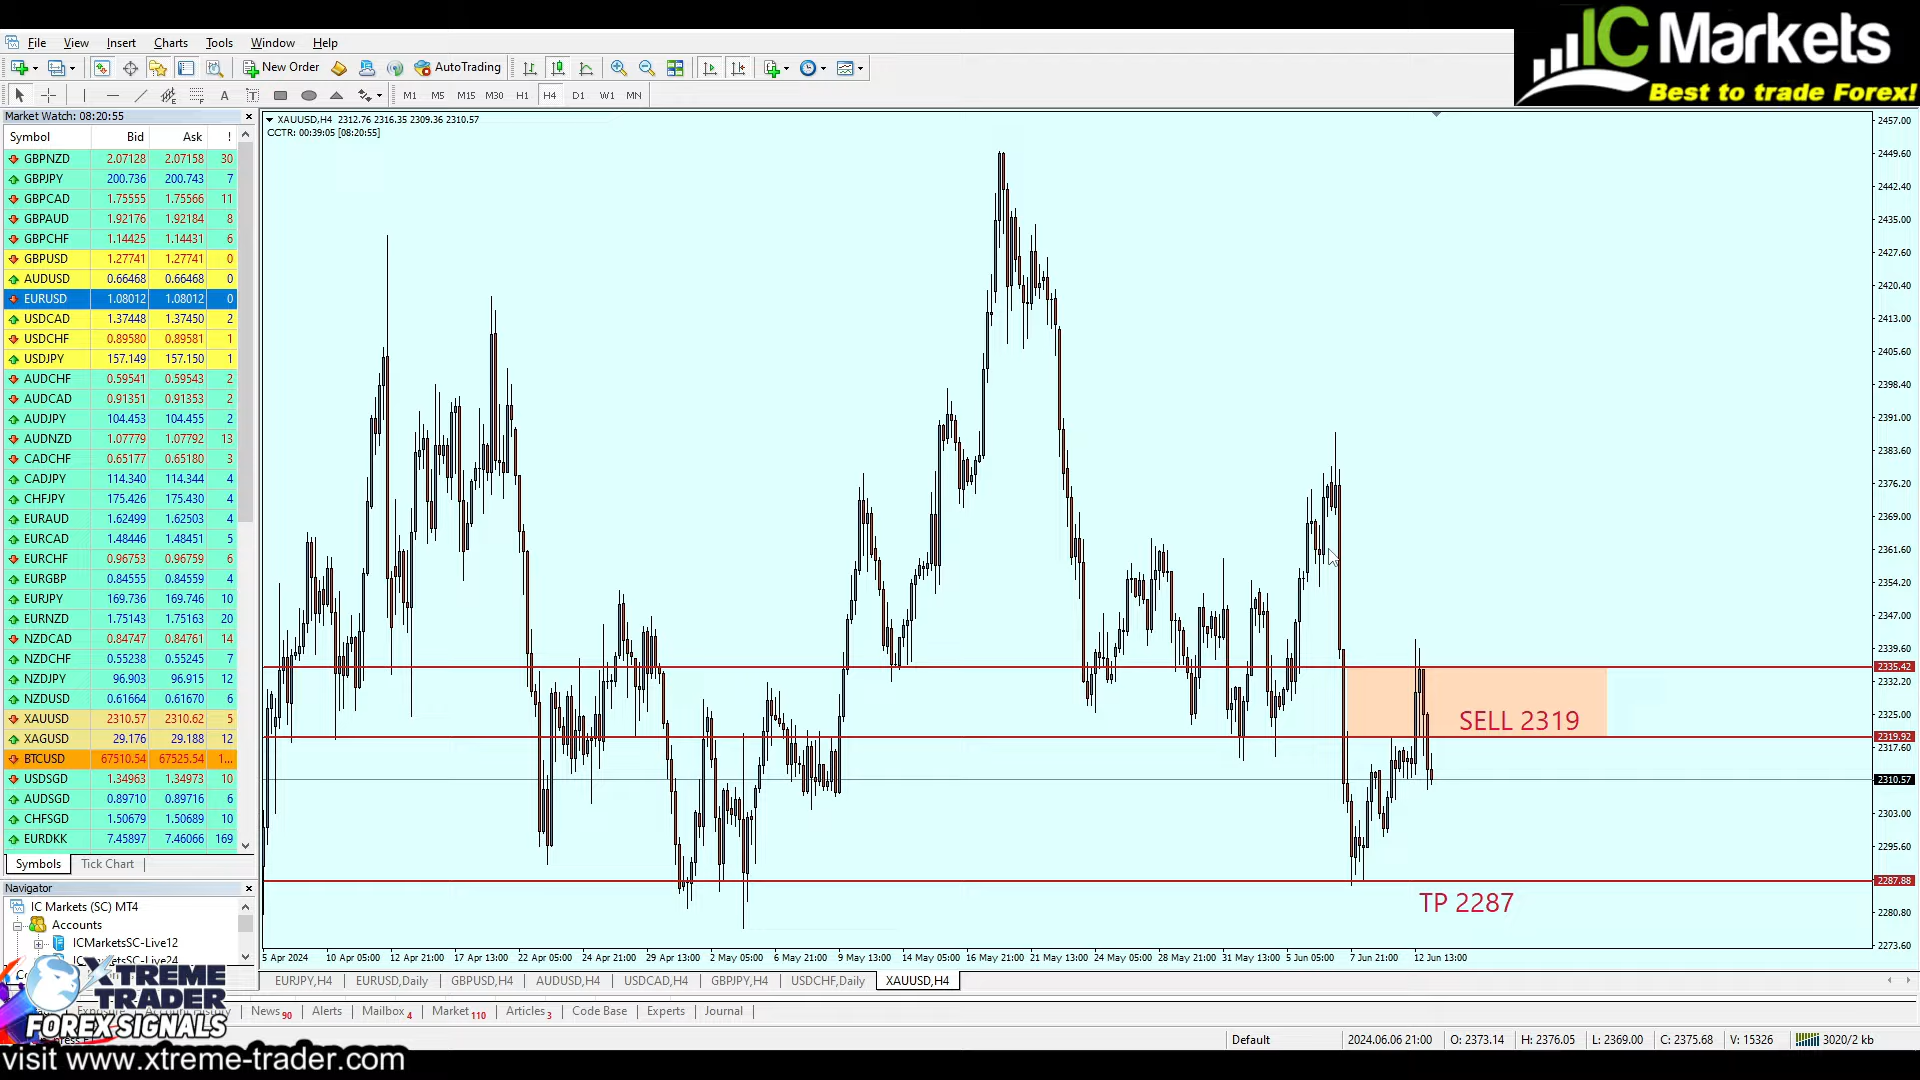 IC Markets
Best to trade Forex!
File View Insert Charts Tools Window Help
New Order AutoTrading
A T M1 M5 M15 M30 H1 H4 D1 W1 MN
Market Watch: 08:20:55
Symbol Bid Ask !
GBPNZD 2.07128 2.07158 30
GBPJPY 200.736 200.743 7
GBPCAD 1.75555 1.75566 11
GBPAUD 1.92176 1.92184 8
GBPCHF 1.14425 1.14431 6
GBPUSD 1.27741 1.27741 0
AUDUSD 0.66468 0.66468 0
EURUSD 1.08012 1.08012 0
USDCAD 1.37448 1.37450 2
USDCHF 0.89580 0.89581 1
USDJPY 157.149 157.150 1
AUDCHF 0.59541 0.59543 2
AUDCAD 0.91351 0.91353 2
AUDJPY 104.453 104.455 2
AUDNZD 1.07779 1.07792 13
CADCHF 0.65177 0.65180 3
CADJPY 114.340 114.344 4
CHFJPY 175.426 175.430 4
EURAUD 1.62499 1.62503 4
EURCAD 1.48446 1.48451 5
EURCHF 0.96753 0.96759 6
EURGBP 0.84555 0.84559 4
EURJPY 169.736 169.746 10
EURNZD 1.75143 1.75163 20
NZDCAD 0.84747 0.84761 14
NZDCHF 0.55238 0.55245 7
NZDJPY 96.903 96.915 12
NZDUSD 0.61664 0.61670 6
XAUUSD 2310.57 2310.62 5
XAGUSD 29.176 29.188 12
BTCUSD 67510.54 67525.54 1...
USDSGD 1.34963 1.34973 10
AUDSGD 0.89710 0.89716 6
CHFSGD 1.50679 1.50689 10
EURDKK 7.45897 7.46066 169
Symbols Tick Chart
Navigator
IC Markets (SC) MT4
Accounts
ICMarketsSC-Live12
ICMarketsSC-Live24
XTREME
TRADER
FOREX SIGNALS
XAUUSD,H4 2312.76 2316.35 2309.36 2310.57
CCTR: 00:39:05 [08:20:55]
SELL 2319
TP 2287
2457.00
2449.60
2442.40
2435.00
2427.60
2420.40
2413.00
2405.60
2398.40
2391.00
2383.60
2376.20
2369.00
2361.60
2354.20
2347.00
2339.60
2335.42
2332.20
2325.00
2319.92
2317.60
2310.57
2303.00
2295.60
2287.88
2280.80
2273.60
5 Apr 2024 10 Apr 05:00 12 Apr 21:00 17 Apr 13:00 22 Apr 05:00 24 Apr 21:00 29 Apr 13:00 2 May 05:00 6 May 21:00 9 May 13:00 14 May 05:00 16 May 21:00 21 May 13:00 24 May 05:00 28 May 21:00 31 May 13:00 5 Jun 05:00 7 Jun 21:00 12 Jun 13:00
EURJPY,H4 EURUSD,Daily GBPUSD,H4 AUDUSD,H4 USDCAD,H4 GBPJPY,H4 USDCHF,Daily XAUUSD,H4
Exposure Account History News 90 Alerts Mailbox 4 Market 110 Articles 3 Code Base Experts Journal
Default 2024.06.06 21:00 O: 2373.14 H: 2376.05 L: 2369.00 C: 2375.68 V: 15326 3020/2 kb
visit www.xtreme-trader.com